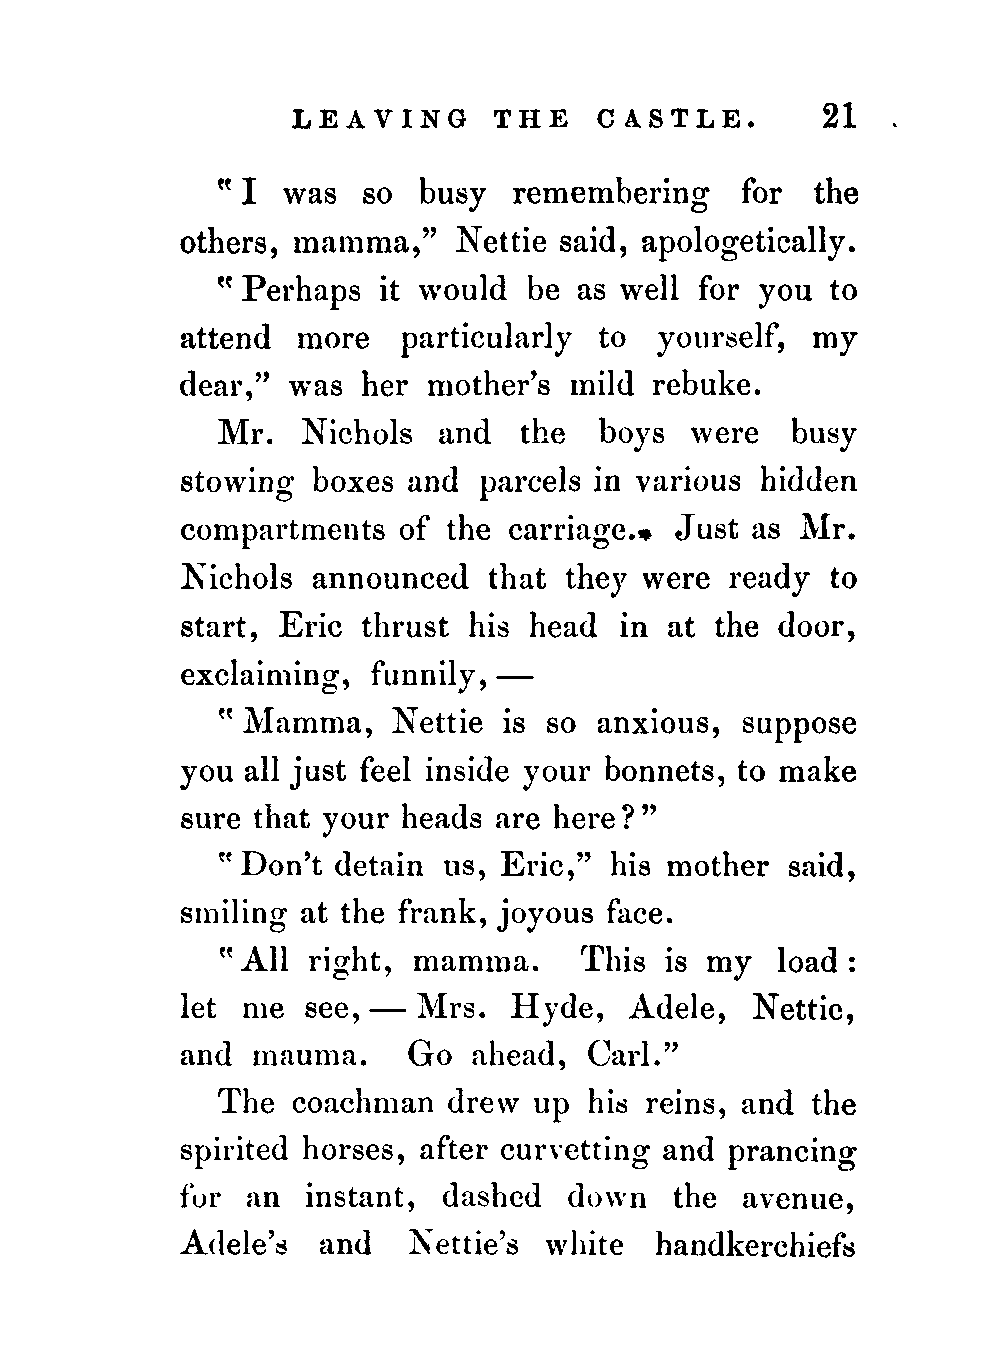 LEAVING THE CASTLE. 21
"I was so busy remembering for the
others, mamma," Nettie said, apologetically.
"Perhaps it would be as well for you to
attend more particularly to yourself, my
dear," was her mother's mild rebuke.
Mr. Nichols and the boys were busy
stowing boxes and parcels in various hidden
compartments of the carriage. Just as Mr.
Nichols announced that they were ready to
start, Eric thrust his head in at the door,
exclaiming, funnily, —
"Mamma, Nettie is so anxious, suppose
you all just feel inside your bonnets, to make
sure that your heads are here?"
"Don't detain us, Eric," his mother said,
smiling at the frank, joyous face.
"All right, mamma. This is my load:
let me see, — Mrs. Hyde, Adele, Nettie,
and mauma. Go ahead, Carl."
The coachman drew up his reins, and the
spirited horses, after curvetting and prancing
for an instant, dashed down the avenue,
Adele's and Nettie's white handkerchiefs